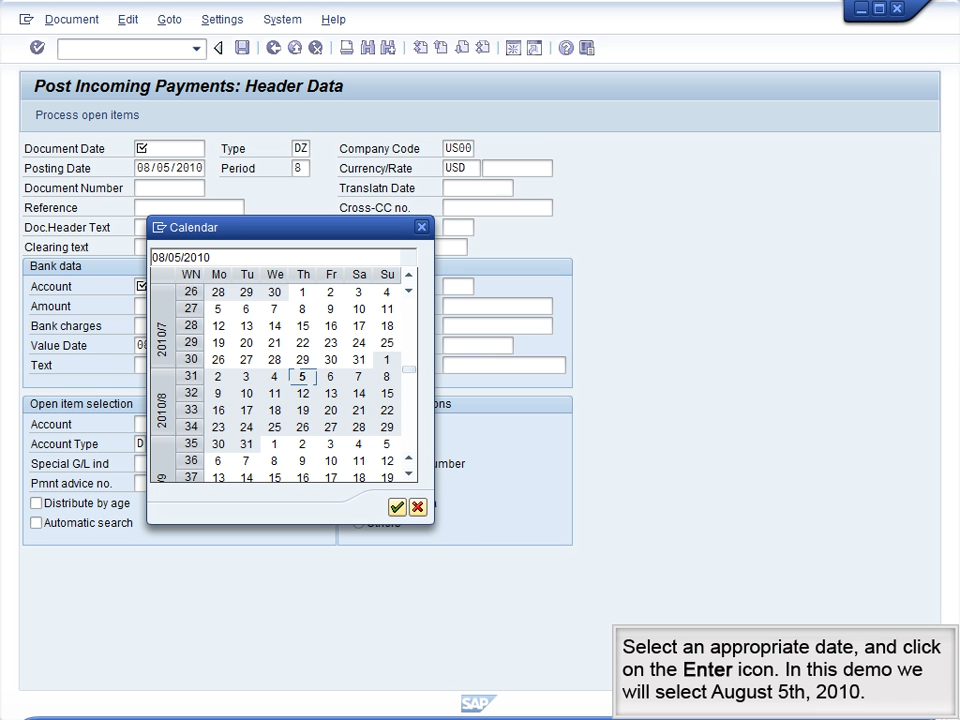 Document Edit Goto Settings System Help
Post Incoming Payments: Header Data
Process open items
Document Date Type DZ Company Code US00
Posting Date 08/05/2010 Period 8 Currency/Rate USD
Document Number Translatn Date
Reference Cross-CC no.
Doc.Header Text
Clearing text
Bank data
Account
Amount
Bank charges
Value Date 08
Text
Open item selection ons
Account
Account Type D
Special G/L ind umber
Pmnt advice no.
Distribute by age
Automatic search Others
Calendar
08/05/2010
WN Mo Tu We Th Fr Sa Su
2010/7
26 28 29 30 1 2 3 4
27 5 6 7 8 9 10 11
28 12 13 14 15 16 17 18
29 19 20 21 22 23 24 25
30 26 27 28 29 30 31 1
2010/8
31 2 3 4 5 6 7 8
32 9 10 11 12 13 14 15
33 16 17 18 19 20 21 22
34 23 24 25 26 27 28 29
35 30 31 1 2 3 4 5
36 6 7 8 9 10 11 12
37 13 14 15 16 17 18 19
Select an appropriate date, and click
on the Enter icon. In this demo we
will select August 5th, 2010.
SAP